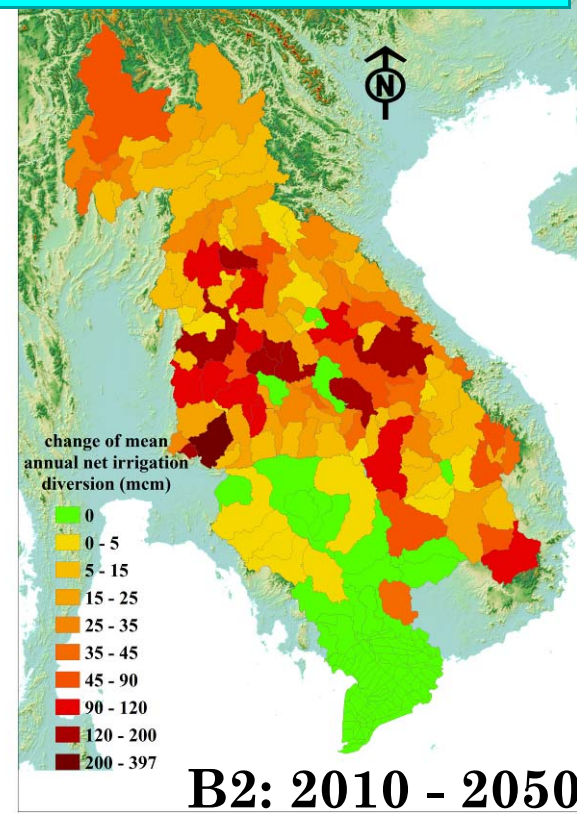 N
change of mean
annual net irrigation
diversion (mcm)
0
0 - 5
5 - 15
15 - 25
25 - 35
35 - 45
45 - 90
90 - 120
120 - 200
200 - 397
B2: 2010 - 2050